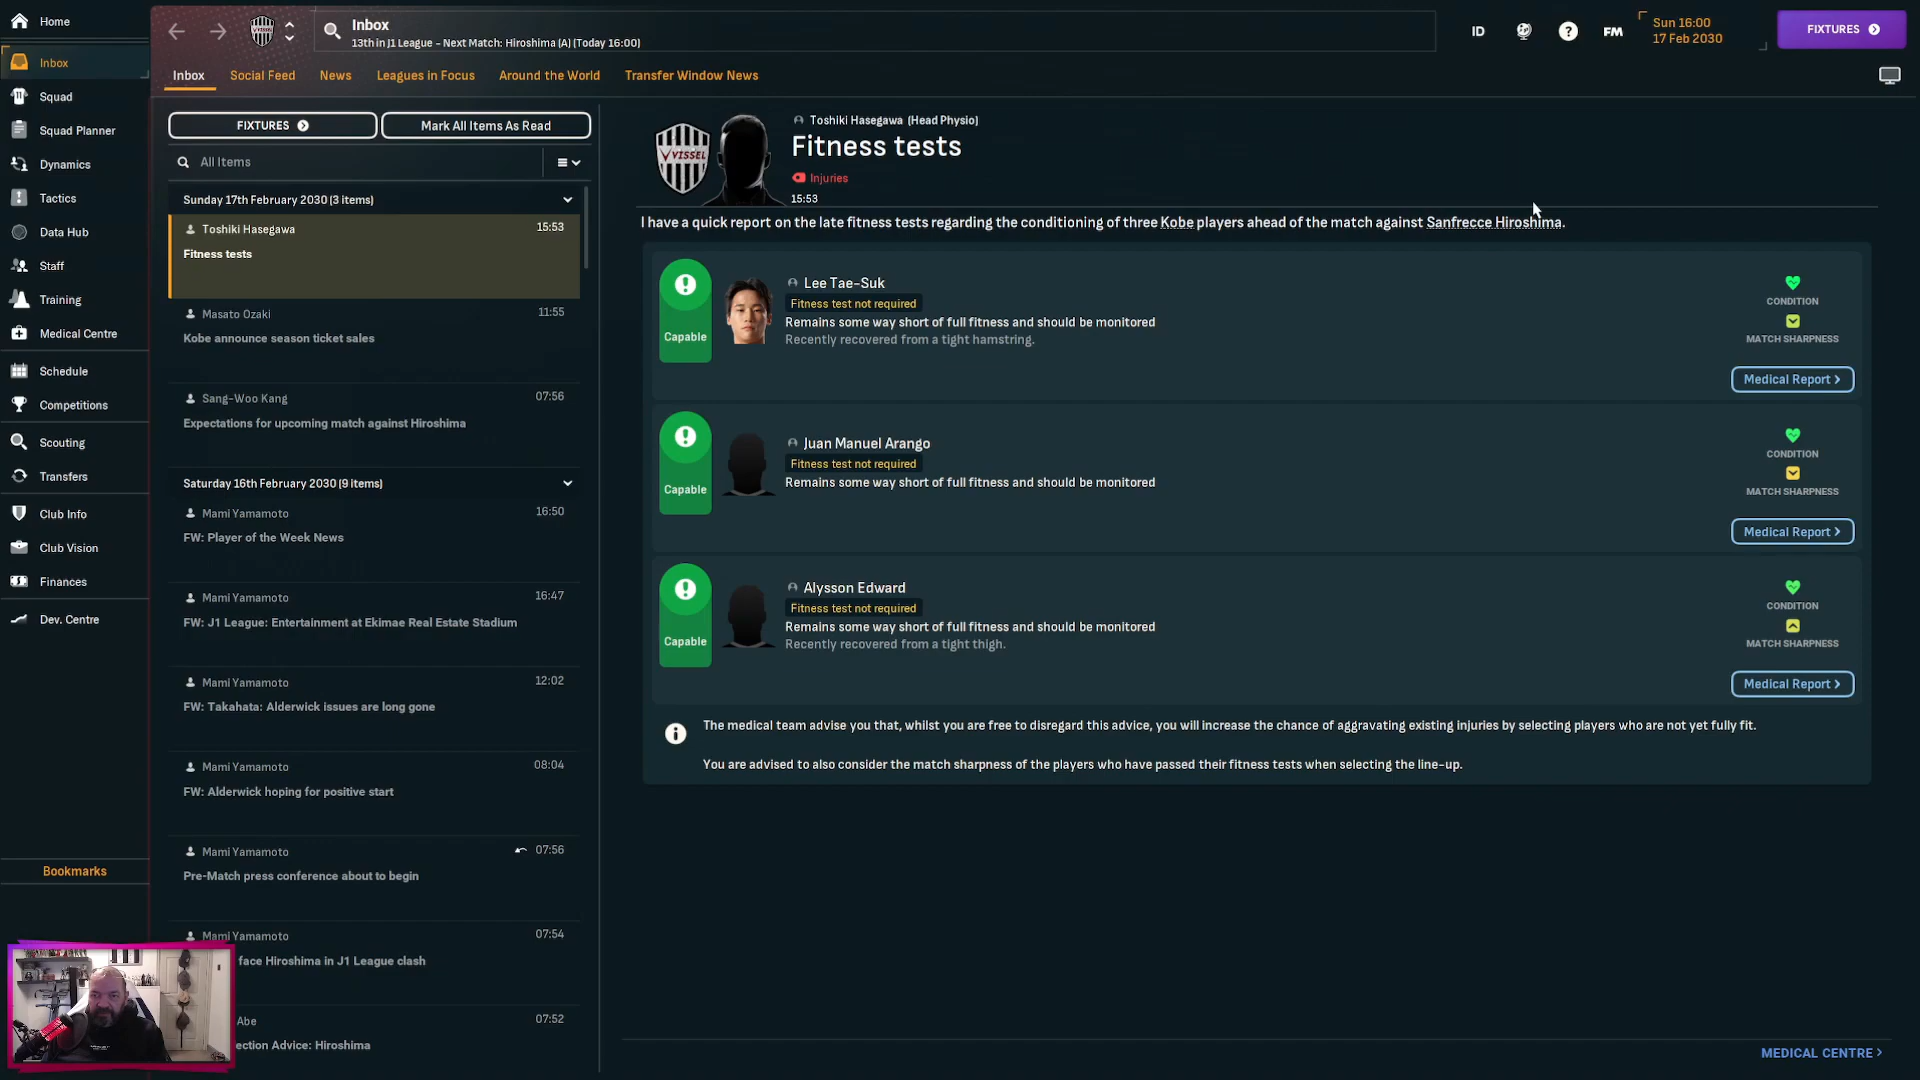 Home
Inbox
Squad
Squad Planner
Dynamics
Tactics
Data Hub
Staff
Training
Medical Centre
Schedule
Competitions
Scouting
Transfers
Club Info
Club Vision
Finances
Dev. Centre
Bookmarks
VISSEL
Inbox
13th in J1 League - Next Match: Hiroshima (A) (Today 16:00)
ID
?
FM
Sun 16:00
17 Feb 2030
FIXTURES
Inbox
Social Feed
News
Leagues in Focus
Around the World
Transfer Window News
FIXTURES
Mark All Items As Read
All Items
Sunday 17th February 2030 (3 items)
Toshiki Hasegawa
15:53
Fitness tests
Masato Ozaki
11:55
Kobe announce season ticket sales
Sang-Woo Kang
07:56
Expectations for upcoming match against Hiroshima
Saturday 16th February 2030 (9 items)
Mami Yamamoto
16:50
FW: Player of the Week News
Mami Yamamoto
16:47
FW: J1 League: Entertainment at Ekimae Real Estate Stadium
Mami Yamamoto
12:02
FW: Takahata: Alderwick issues are long gone
Mami Yamamoto
08:04
FW: Alderwick hoping for positive start
Mami Yamamoto
07:56
Pre-Match press conference about to begin
Mami Yamamoto
07:54
face Hiroshima in J1 League clash
Abe
07:52
ection Advice: Hiroshima
VISSEL
Toshiki Hasegawa (Head Physio)
Fitness tests
Injuries
15:53
I have a quick report on the late fitness tests regarding the conditioning of three Kobe players ahead of the match against Sanfrecce Hiroshima.
Capable
Lee Tae-Suk
Fitness test not required
Remains some way short of full fitness and should be monitored
Recently recovered from a tight hamstring.
CONDITION
MATCH SHARPNESS
Medical Report
Capable
Juan Manuel Arango
Fitness test not required
Remains some way short of full fitness and should be monitored
CONDITION
MATCH SHARPNESS
Medical Report
Capable
Alysson Edward
Fitness test not required
Remains some way short of full fitness and should be monitored
Recently recovered from a tight thigh.
CONDITION
MATCH SHARPNESS
Medical Report
The medical team advise you that, whilst you are free to disregard this advice, you will increase the chance of aggravating existing injuries by selecting players who are not yet fully fit.
You are advised to also consider the match sharpness of the players who have passed their fitness tests when selecting the line-up.
MEDICAL CENTRE